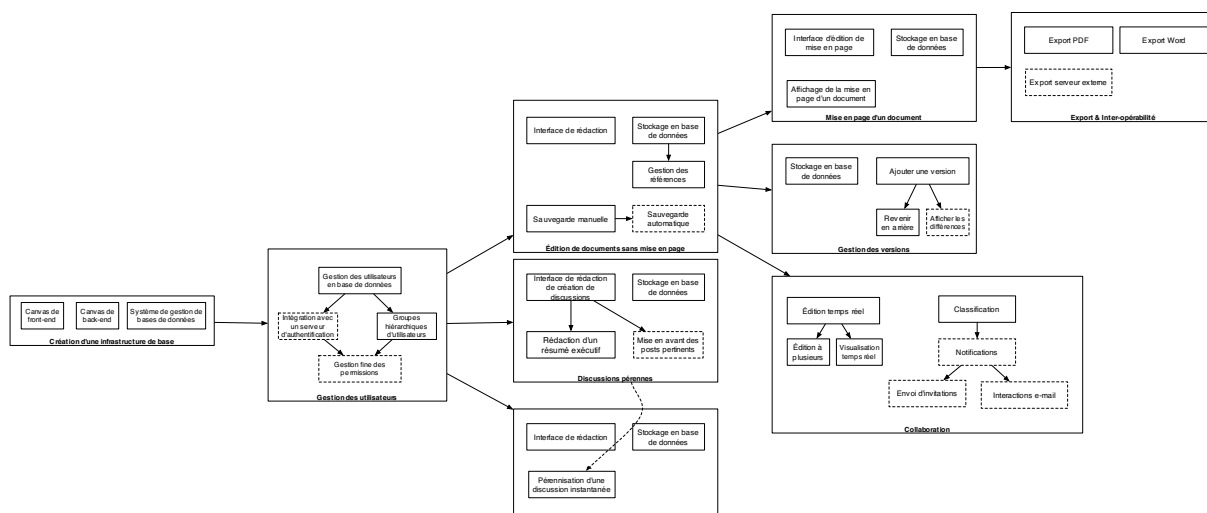 Canvas de
front-end
Canvas de
back-end
Système de gestion de
bases de données
Création d'une infrastructure de base
Gestion des utilisateurs
en base de données
Intégration avec
un serveur
d'authentification
Groupes
hiérarchiques
d'utilisateurs
Gestion fine des
permissions
Gestion des utilisateurs
Interface de rédaction
Stockage en base
de données
Gestion des
références
Sauvegarde manuelle
Sauvegarde
automatique
Édition de documents sans mise en page
Interface de rédaction
de création de
discussions
Stockage en base
de données
Rédaction d'un
résumé exécutif
Mise en avant des
posts pertinents
Discussions pérennes
Interface de rédaction
Stockage en base
de données
Pérennisation d'une
discussion instantanée
Interface d'édition de
mise en page
Stockage en base
de données
Affichage de la mise en
page d'un document
Mise en page d'un document
Export PDF
Export Word
Export serveur externe
Export & Inter-opérabilité
Stockage en base
de données
Ajouter une version
Revenir
en arrière
Afficher les
différences
Gestion des versions
Édition temps réel
Classification
Édition à
plusieurs
Visualisation
temps réel
Notifications
Envoi d'invitations
Interactions e-mail
Collaboration